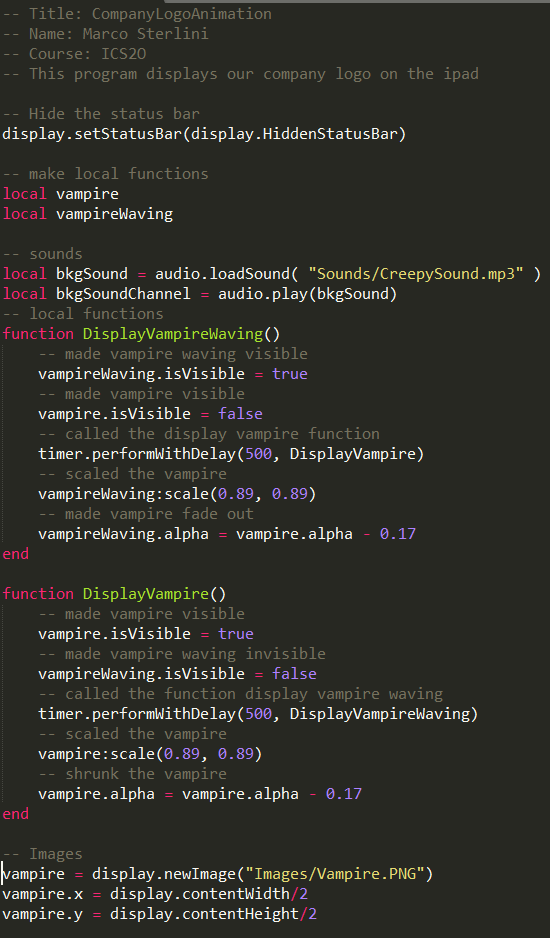 -- Title: CompanyLogoAnimation
-- Name: Marco Sterlini
-- Course: ICS2O
-- This program displays our company logo on the ipad

-- Hide the status bar
display.setStatusBar(display.HiddenStatusBar)

-- make local functions
local vampire
local vampireWaving

-- sounds
local bkgSound = audio.loadSound( "Sounds/CreepySound.mp3" )
local bkgSoundChannel = audio.play(bkgSound)
-- local functions
function DisplayVampireWaving()
    -- made vampire waving visible
    vampireWaving.isVisible = true
    -- made vampire visible
    vampire.isVisible = false
    -- called the display vampire function
    timer.performWithDelay(500, DisplayVampire)
    -- scaled the vampire
    vampireWaving:scale(0.89, 0.89)
    -- made vampire fade out
    vampireWaving.alpha = vampire.alpha - 0.17
end

function DisplayVampire()
    -- made vampire visible
    vampire.isVisible = true
    -- made vampire waving invisible
    vampireWaving.isVisible = false
    -- called the function display vampire waving
    timer.performWithDelay(500, DisplayVampireWaving)
    -- scaled the vampire
    vampire:scale(0.89, 0.89)
    -- shrunk the vampire
    vampire.alpha = vampire.alpha - 0.17
end

-- Images
vampire = display.newImage("Images/Vampire.PNG")
vampire.x = display.contentWidth/2
vampire.y = display.contentHeight/2